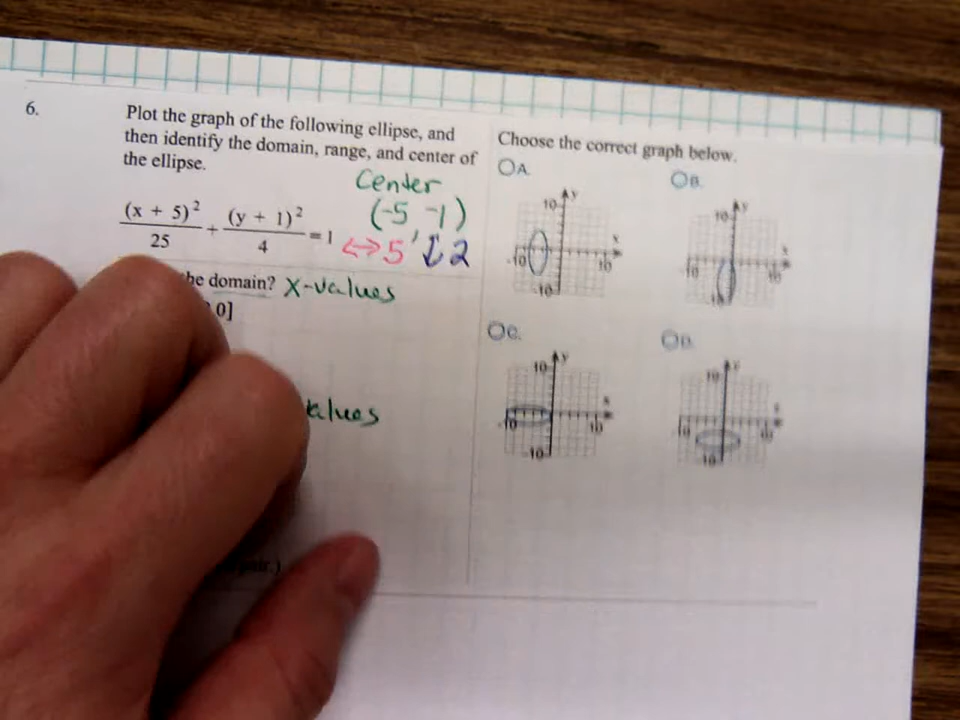 6.
Plot the graph of the following ellipse, and
then identify the domain, range, and center of
the ellipse.
Center
(-5, -1)
(x + 5)² / 25 + (y + 1)² / 4 = 1
↔ 5 ↕ 2
he domain? x-values
0]
alues
pair.)
Choose the correct graph below.
A.
10 y
x
-10 10
-10
B.
10 y
x
-10 10
C.
10 y
x
-10 10
-10
D.
10 y
x
-10 10
-10